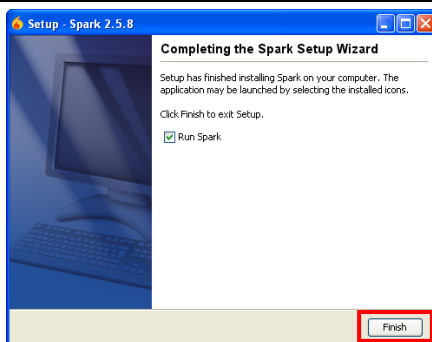 Setup - Spark 2.5.8
Completing the Spark Setup Wizard
Setup has finished installing Spark on your computer. The
application may be launched by selecting the installed icons.
Click Finish to exit Setup.
Run Spark
Finish